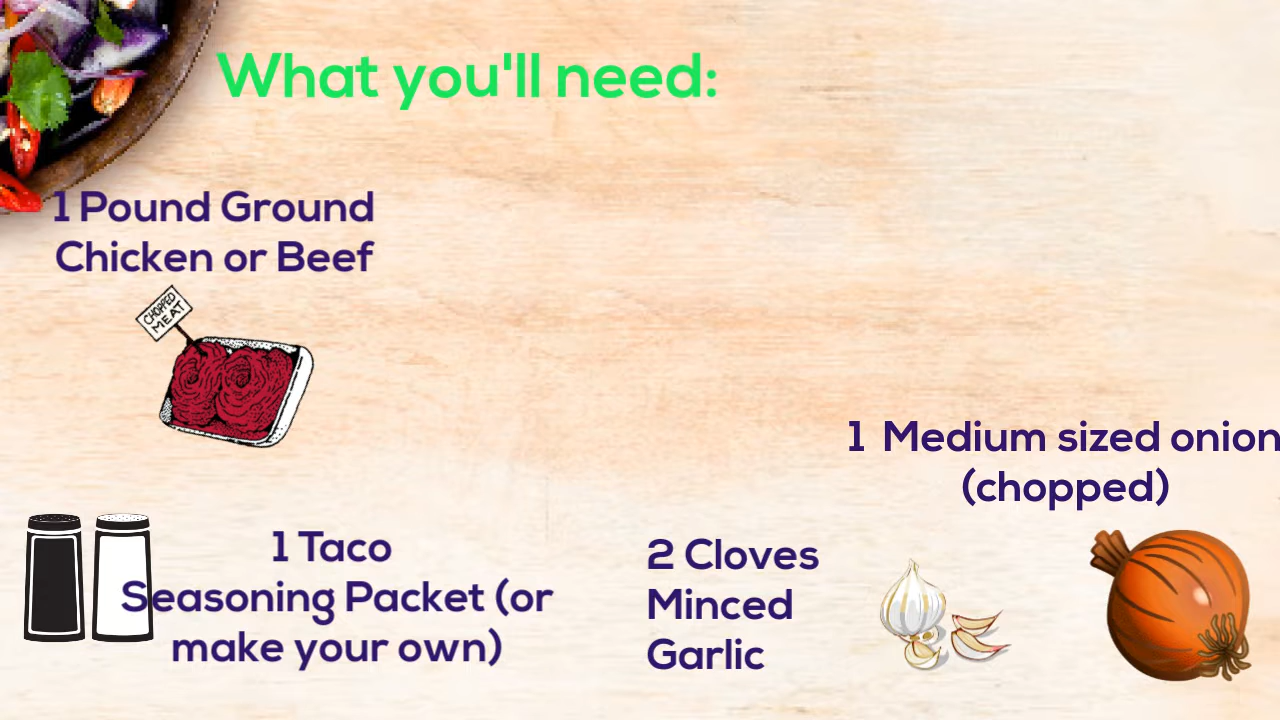 What you'll need:
1 Pound Ground
Chicken or Beef
CHOPPED
MEAT
1 Taco
Seasoning Packet (or
make your own)
2 Cloves
Minced
Garlic
1 Medium sized onion
(chopped)